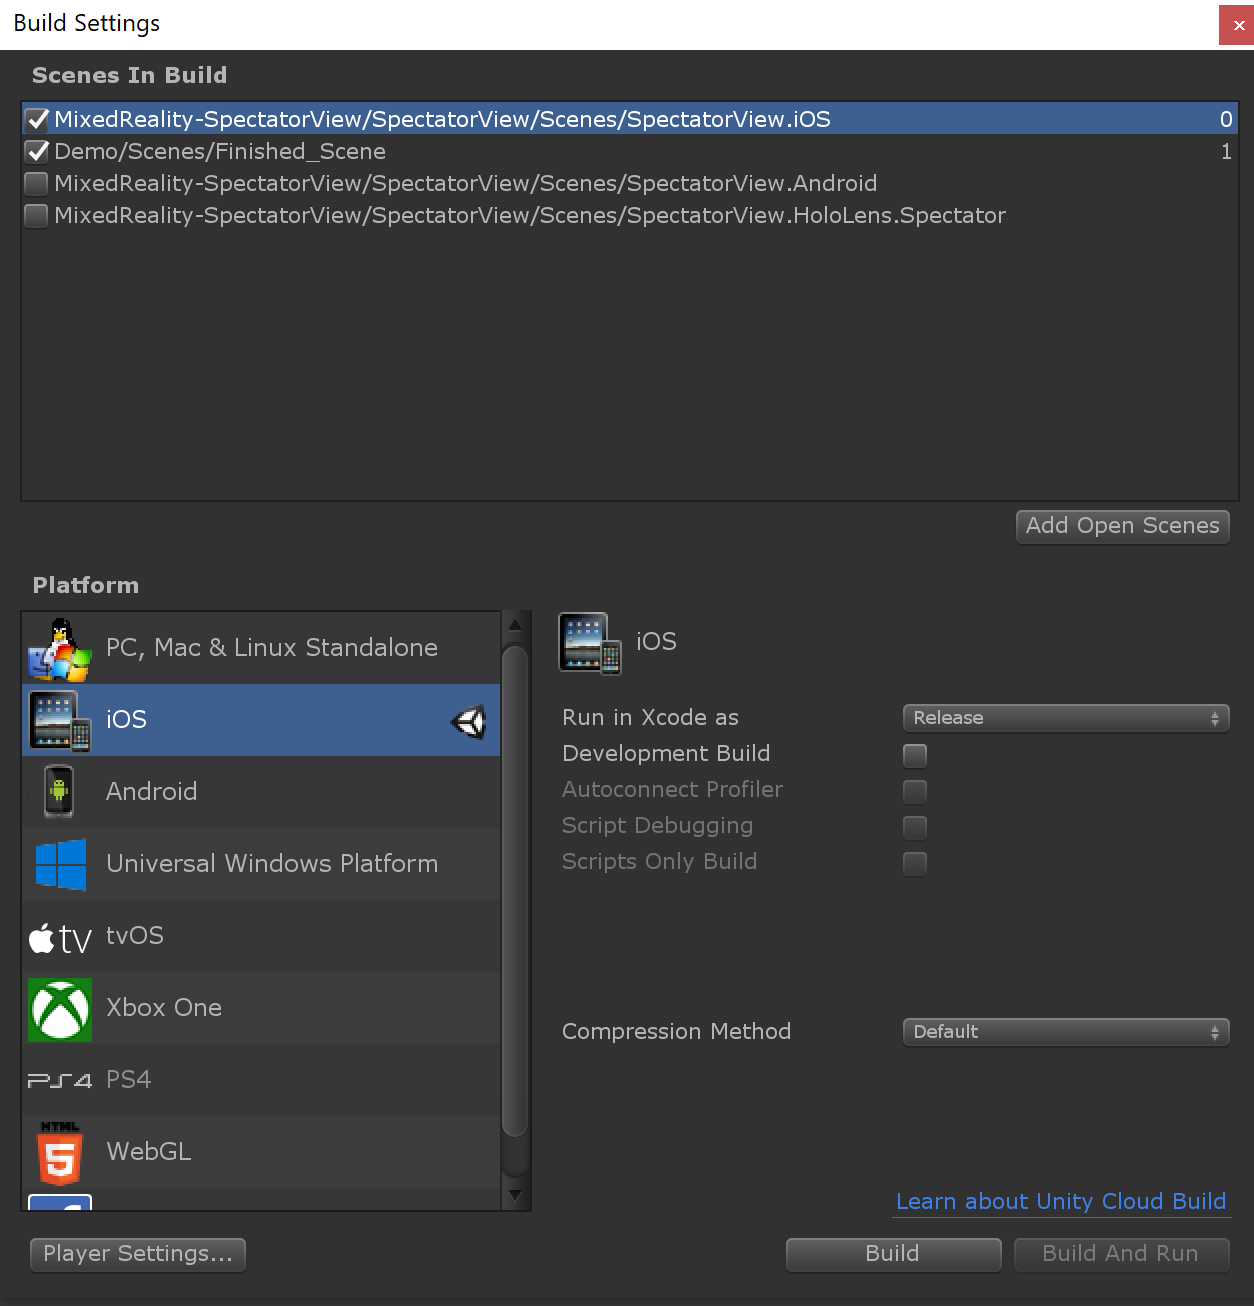 Build Settings
Scenes In Build
MixedReality-SpectatorView/SpectatorView/Scenes/SpectatorView.iOS 0
Demo/Scenes/Finished_Scene 1
MixedReality-SpectatorView/SpectatorView/Scenes/SpectatorView.Android
MixedReality-SpectatorView/SpectatorView/Scenes/SpectatorView.HoloLens.Spectator
Add Open Scenes
Platform
PC, Mac & Linux Standalone
iOS
Android
Universal Windows Platform
tv tvOS
Xbox One
PS4 PS4
HTML
5 WebGL
iOS
Run in Xcode as Release
Development Build
Autoconnect Profiler
Script Debugging
Scripts Only Build
Compression Method Default
Learn about Unity Cloud Build
Player Settings... Build Build And Run